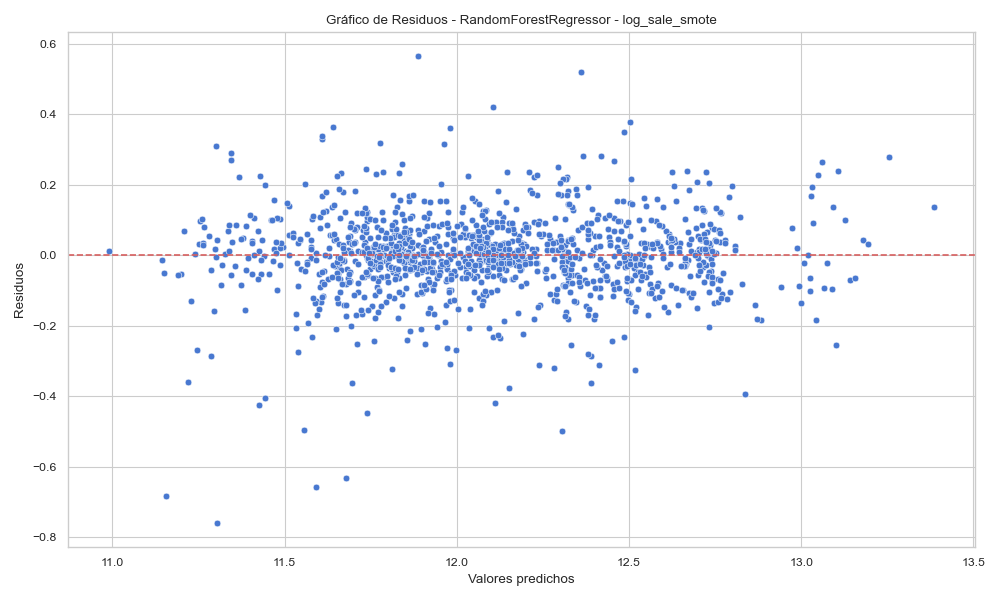 Gráfico de Residuos - RandomForestRegressor - log_sale_smote
0.6
0.4
0.2
0.0
−0.2
−0.4
−0.6
−0.8
Residuos
11.0 11.5 12.0 12.5 13.0 13.5
Valores predichos